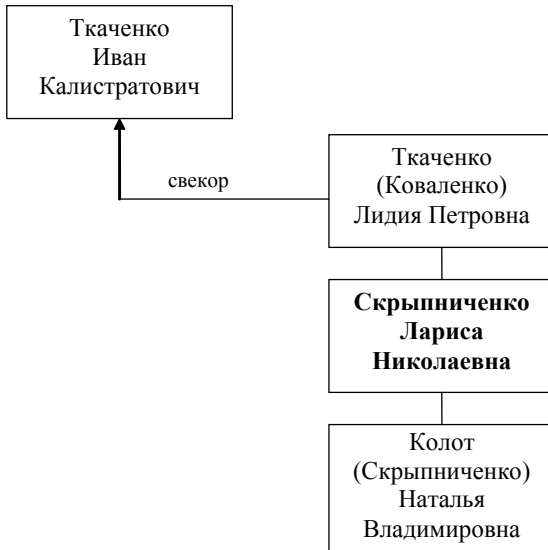 Ткаченко
Иван
Калистратович
свекор
Ткаченко
(Коваленко)
Лидия Петровна
Скрыпниченко
Лариса
Николаевна
Колот
(Скрыпниченко)
Наталья
Владимировна